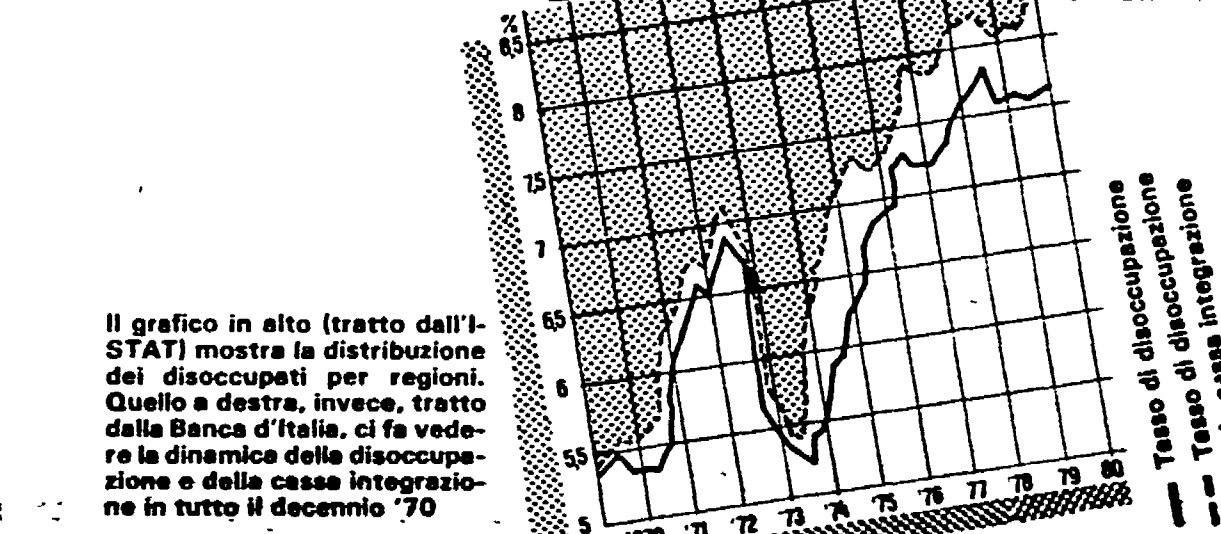 Il grafico in alto (tratto dall'I-
STAT) mostra la distribuzione
dei disoccupati per regioni.
Quello a destra, invece, tratto
dalla Banca d'Italia, ci fa vede-
re la dinamica della disoccupa-
zione e della cassa integrazio-
ne in tutto il decennio '70
%
8,5
8
7,5
7
6,5
6
5,5
5
'71 '72 '73 '74 '75 '76 77 '78 79 80
Tasso di disoccupazione
Tasso di disoccupazione
cassa integrazione